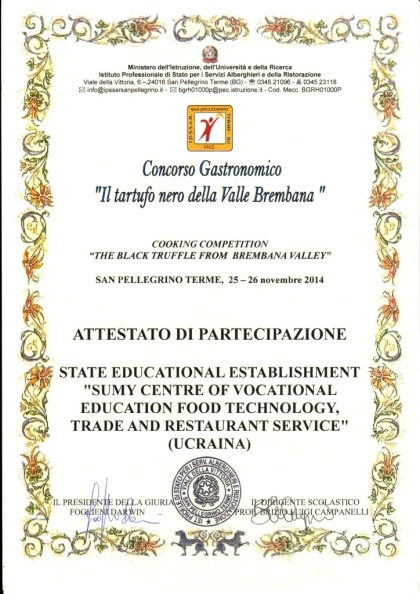 Ministero dell'Istruzione, dell'Università e della Ricerca
Istituto Professionale di Stato per i Servizi Alberghieri e della Ristorazione
Viale della Vittoria, 6 – 24016 San Pellegrino Terme (BG) - ☎ 0345 21096 - 0345 23118
✉ info@ipssarsanpellegrino.it - ✉ bgrh01000p@pec.istruzione.it - Cod. Mecc. BGRH01000P
I.P.S.S.A.R. SAN PELLEGRINO TERME BG
1962
Concorso Gastronomico
"Il tartufo nero della Valle Brembana "
COOKING COMPETITION
"THE BLACK TRUFFLE FROM BREMBANA VALLEY"
SAN PELLEGRINO TERME, 25 – 26 novembre 2014
ATTESTATO DI PARTECIPAZIONE
STATE EDUCATIONAL ESTABLISHMENT
"SUMY CENTRE OF VOCATIONAL
EDUCATION FOOD TECHNOLOGY,
TRADE AND RESTAURANT SERVICE"
(UCRAINA)
IL PRESIDENTE DELLA GIURIA
FOGLIENI DARWIN
IL DIRIGENTE SCOLASTICO
PROF. BRIZIO LUIGI CAMPANELLI